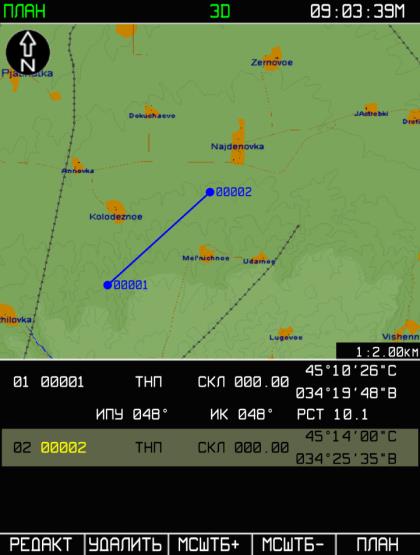 ПЛАН 3D 09:03:39М
N
Zernovoe
Dokuchaevo
JAstrebki
Najdenovka
Annovka
00002
Kolodeznoe
Mel'nichnoe Udarnoe
00001
Lugovoe
1:2.00км
01 00001 ТНП СКЛ 000.00 45°10'26"С
034°19'48"В
ИПУ 048° ИК 048° РСТ 10.1
02 00002 ТНП СКЛ 000.00 45°14'00"С
034°25'35"В
РЕДАКТ УДАЛИТЬ МСШТБ+ МСШТБ- ПЛАН